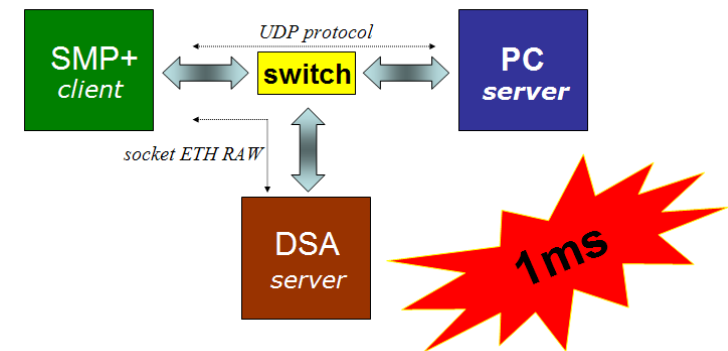 UDP protocol
SMP+
client
switch
PC
server
socket ETH RAW
DSA
server
1ms